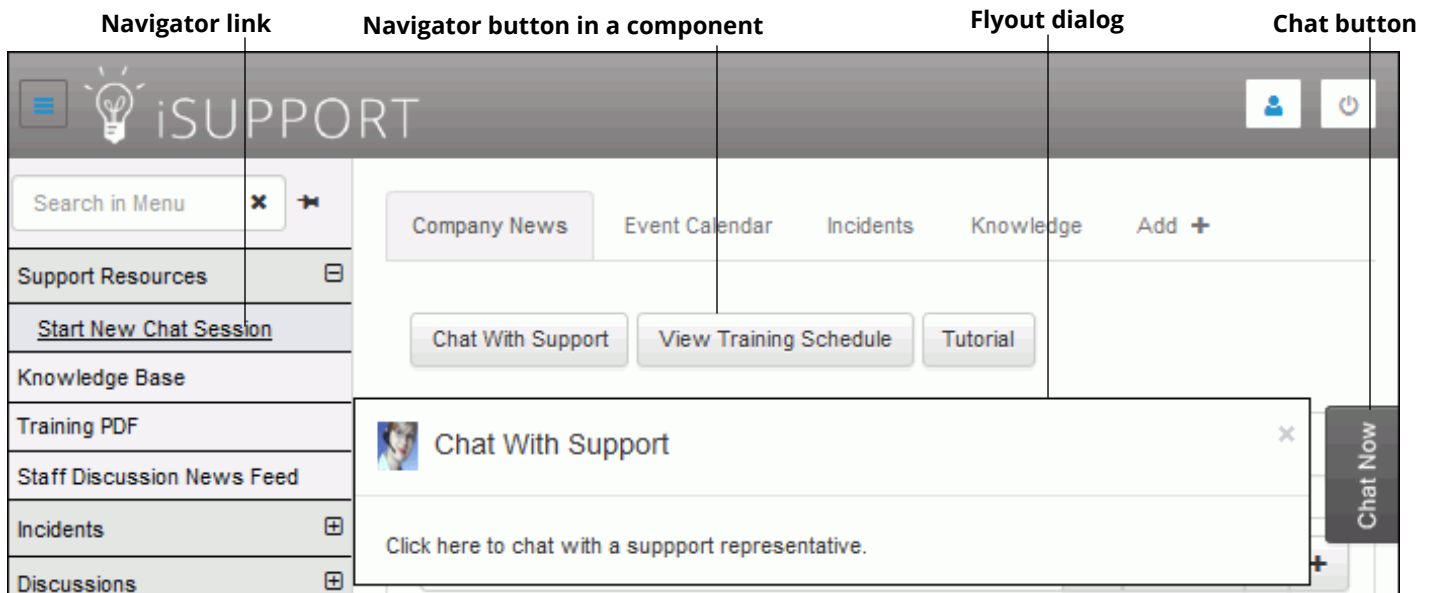 Navigator link
Navigator button in a component
Flyout dialog
Chat button
iSUPPORT
Search in Menu
Company News
Event Calendar
Incidents
Knowledge
Add +
Support Resources
Start New Chat Session
Chat With Support
View Training Schedule
Tutorial
Knowledge Base
Training PDF
Staff Discussion News Feed
Incidents
Discussions
Chat With Support
Click here to chat with a suppport representative.
Chat Now